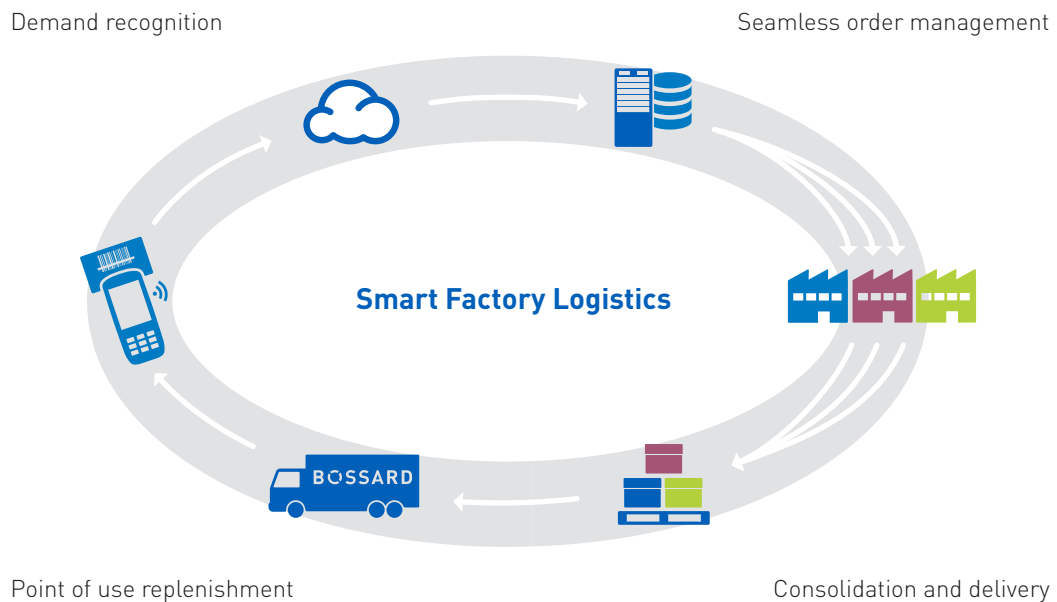 Demand recognition
Seamless order management
Smart Factory Logistics
BOSSARD
Point of use replenishment
Consolidation and delivery